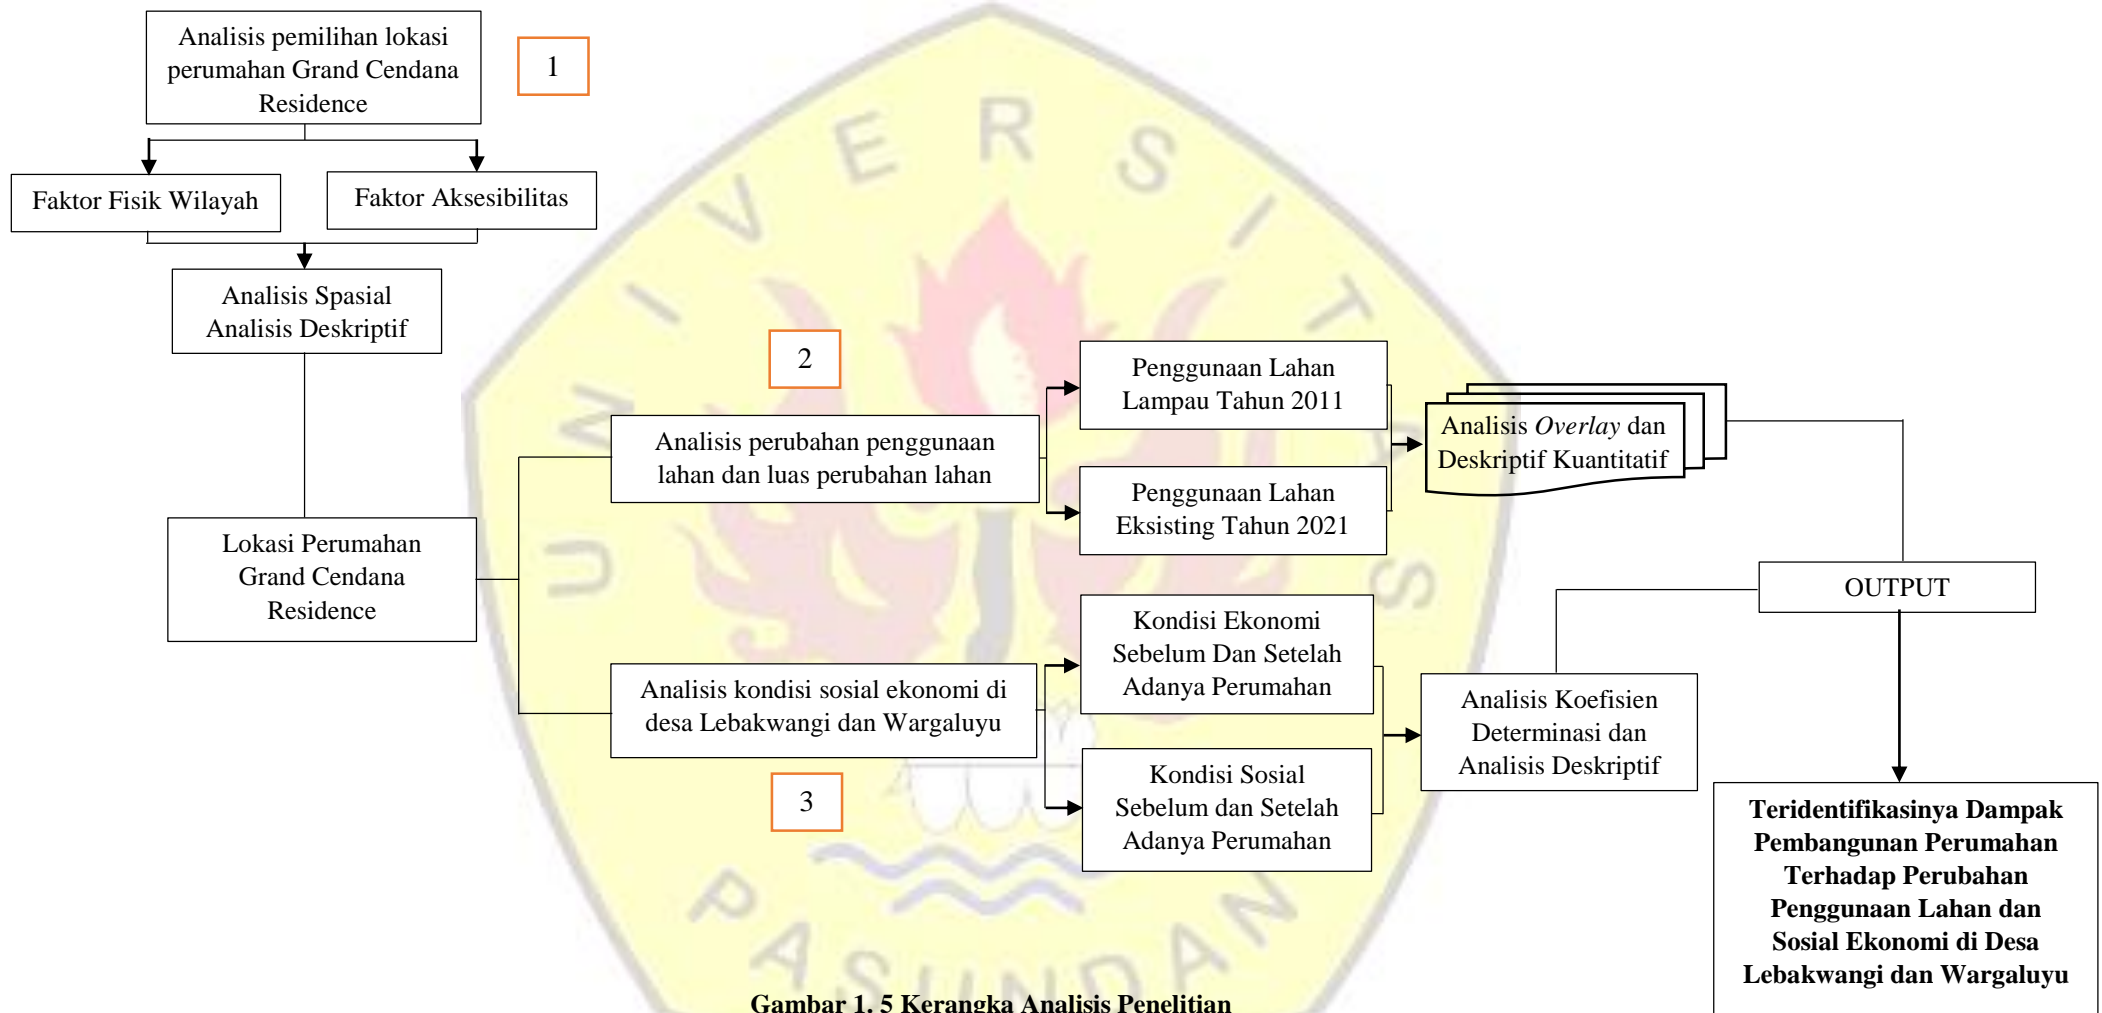 Analisis pemilihan lokasi
perumahan Grand Cendana
Residence
1
Faktor Fisik Wilayah
Faktor Aksesibilitas
Analisis Spasial
Analisis Deskriptif
Lokasi Perumahan
Grand Cendana
Residence
2
Analisis perubahan penggunaan
lahan dan luas perubahan lahan
Penggunaan Lahan
Lampau Tahun 2011
Penggunaan Lahan
Eksisting Tahun 2021
Analisis Overlay dan
Deskriptif Kuantitatif
Analisis kondisi sosial ekonomi di
desa Lebakwangi dan Wargaluyu
3
Kondisi Ekonomi
Sebelum Dan Setelah
Adanya Perumahan
Kondisi Sosial
Sebelum dan Setelah
Adanya Perumahan
Analisis Koefisien
Determinasi dan
Analisis Deskriptif
OUTPUT
Teridentifikasinya Dampak
Pembangunan Perumahan
Terhadap Perubahan
Penggunaan Lahan dan
Sosial Ekonomi di Desa
Lebakwangi dan Wargaluyu
UNIVERSITAS
PASUNDAN
Gambar 1. 5 Kerangka Analisis Penelitian